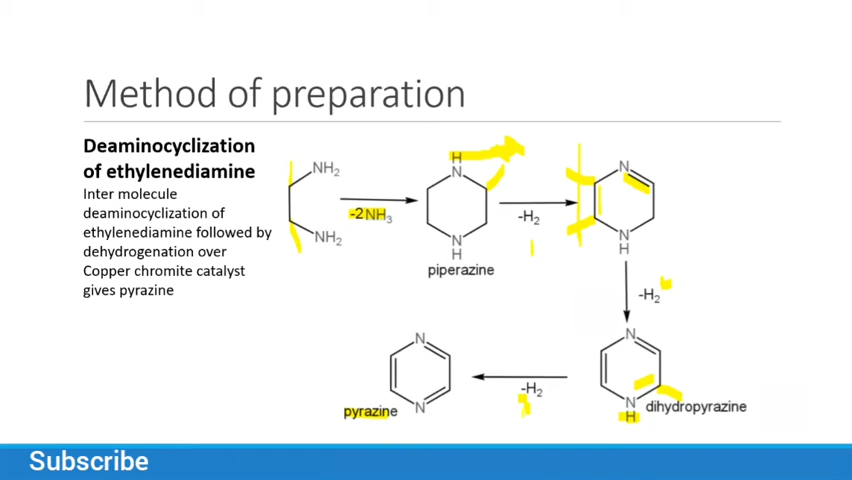 Method of preparation
Deaminocyclization
of ethylenediamine
Inter molecule
deaminocyclization of
ethylenediamine followed by
dehydrogenation over
Copper chromite catalyst
gives pyrazine
NH2
NH2
-2NH3
H
N
N
H
piperazine
-H2
N
N
H
-H2
N
N
H
dihydropyrazine
-H2
N
N
pyrazine
Subscribe